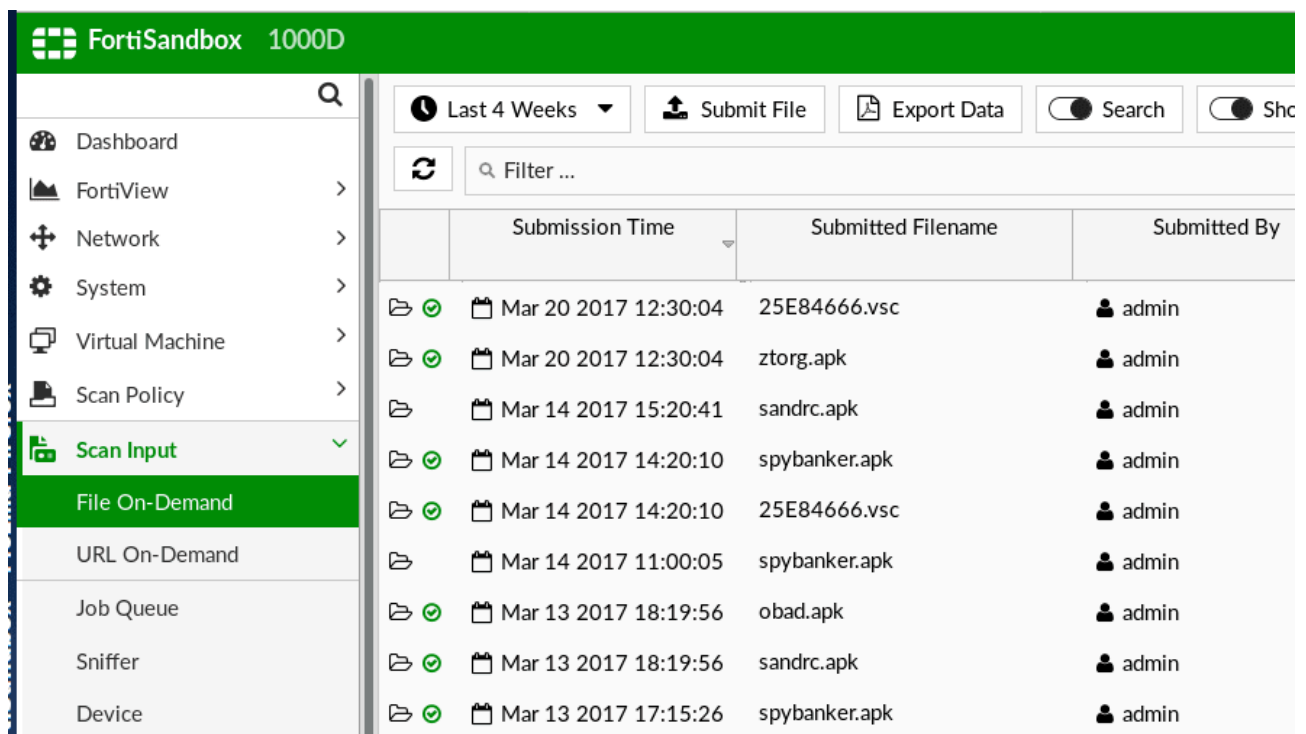 FortiSandbox 1000D
Last 4 Weeks Submit File Export Data Search Sho
Filter ...
Dashboard
FortiView
Network
System
Virtual Machine
Scan Policy
Scan Input
File On-Demand
URL On-Demand
Job Queue
Sniffer
Device
Submission Time Submitted Filename Submitted By
Mar 20 2017 12:30:04 25E84666.vsc admin
Mar 20 2017 12:30:04 ztorg.apk admin
Mar 14 2017 15:20:41 sandrc.apk admin
Mar 14 2017 14:20:10 spybanker.apk admin
Mar 14 2017 14:20:10 25E84666.vsc admin
Mar 14 2017 11:00:05 spybanker.apk admin
Mar 13 2017 18:19:56 obad.apk admin
Mar 13 2017 18:19:56 sandrc.apk admin
Mar 13 2017 17:15:26 spybanker.apk admin